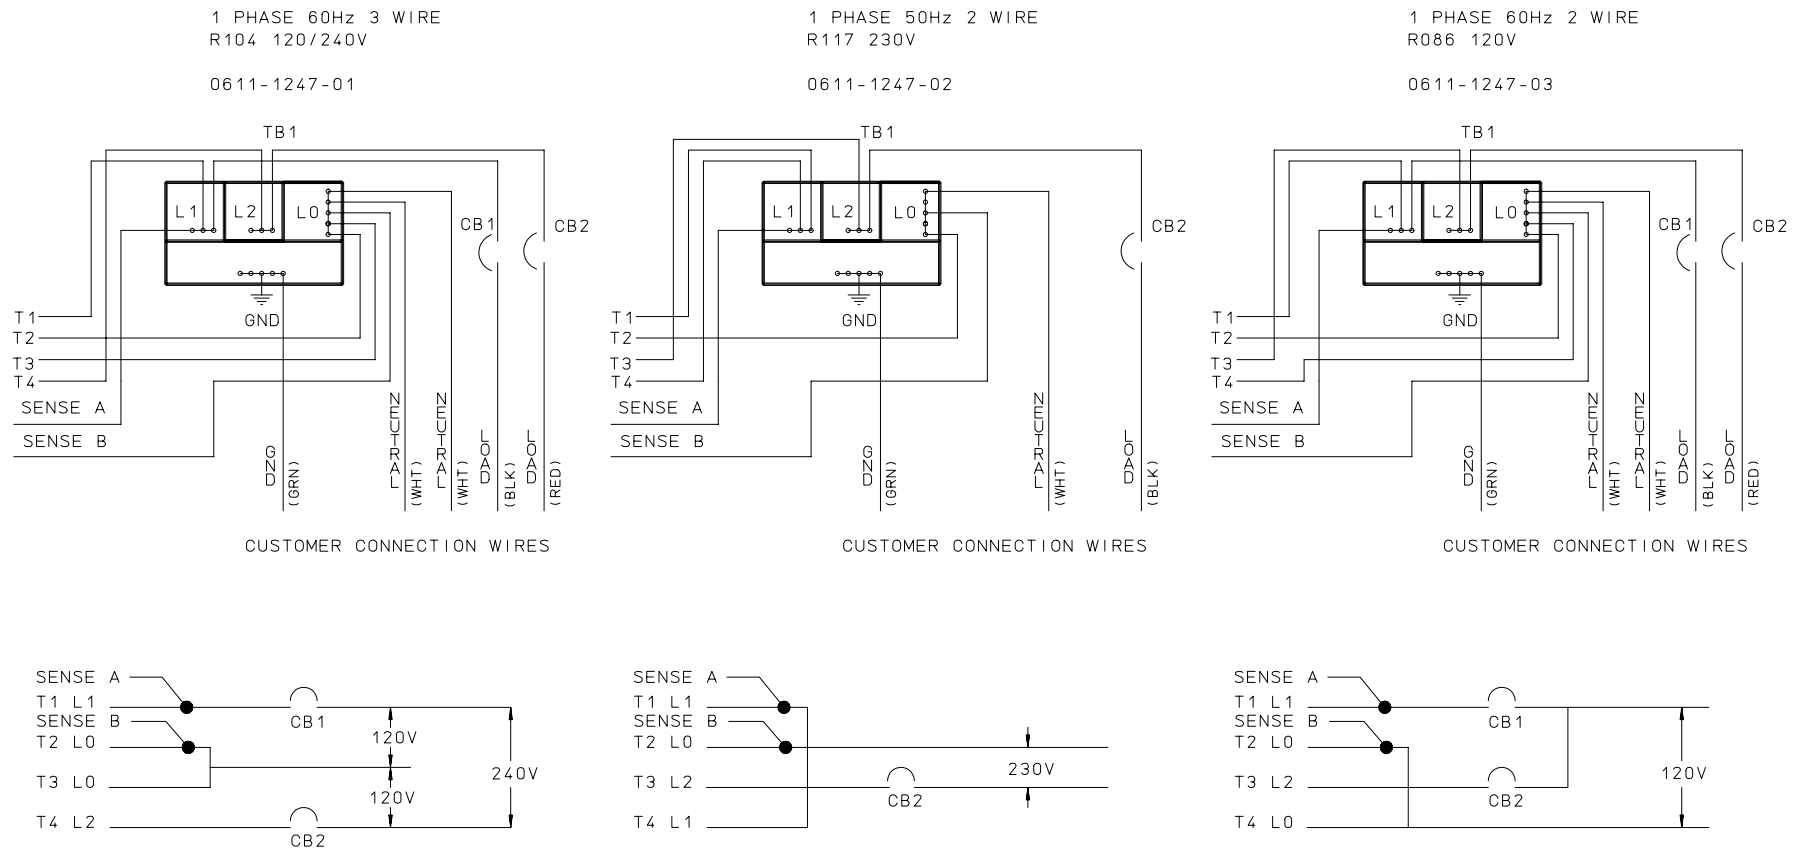 1 PHASE 60Hz 3 WIRE
R104 120/240V
0611-1247-01
TB1
L1
L2
L0
CB1
CB2
GND
T1
T2
T3
T4
SENSE A
SENSE B
GND
(GRN)
NEUTRAL
(WHT)
NEUTRAL
(WHT)
LOAD
(BLK)
LOAD
(RED)
CUSTOMER CONNECTION WIRES
SENSE A
T1 L1
SENSE B
T2 L0
T3 L0
T4 L2
CB1
120V
240V
120V
CB2
1 PHASE 50Hz 2 WIRE
R117 230V
0611-1247-02
TB1
L1
L2
L0
CB2
GND
T1
T2
T3
T4
SENSE A
SENSE B
GND
(GRN)
NEUTRAL
(WHT)
LOAD
(BLK)
CUSTOMER CONNECTION WIRES
SENSE A
T1 L1
SENSE B
T2 L0
T3 L2
T4 L1
230V
CB2
1 PHASE 60Hz 2 WIRE
R086 120V
0611-1247-03
TB1
L1
L2
L0
CB1
CB2
GND
T1
T2
T3
T4
SENSE A
SENSE B
GND
(GRN)
NEUTRAL
(WHT)
NEUTRAL
(WHT)
LOAD
(BLK)
LOAD
(RED)
CUSTOMER CONNECTION WIRES
SENSE A
T1 L1
SENSE B
T2 L0
T3 L2
T4 L0
CB1
120V
CB2